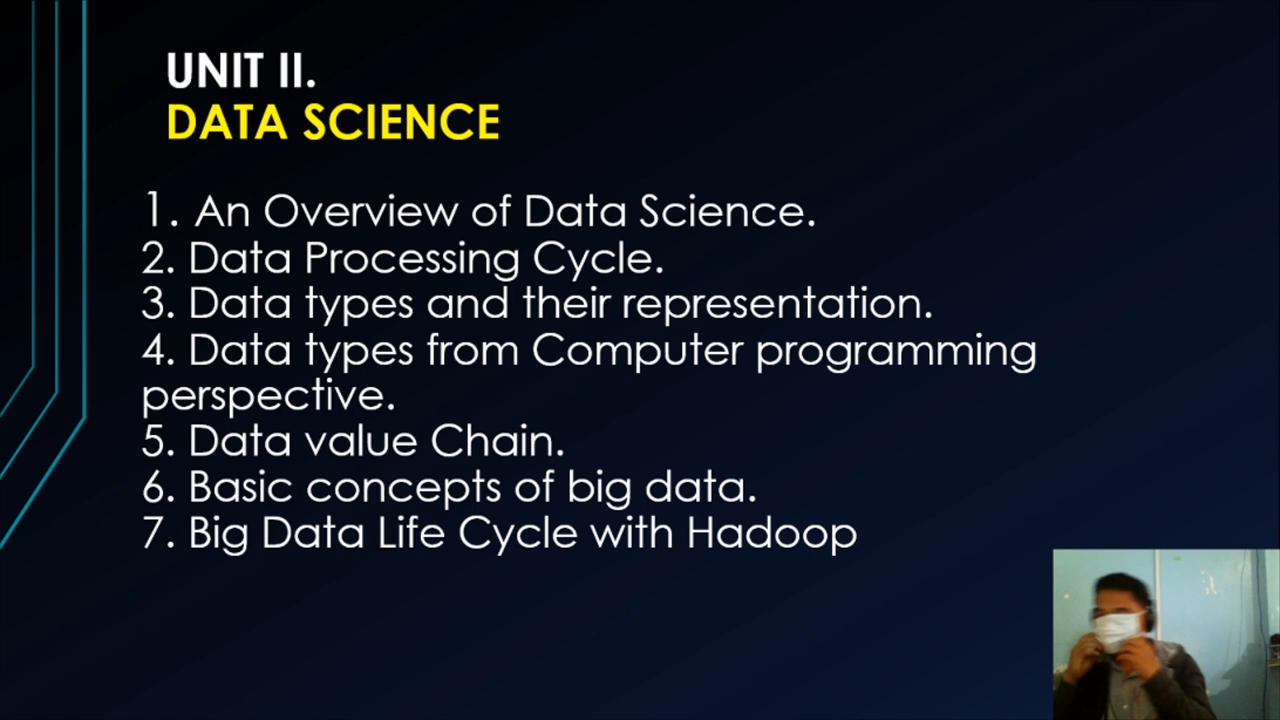 UNIT II.
DATA SCIENCE
1. An Overview of Data Science.
2. Data Processing Cycle.
3. Data types and their representation.
4. Data types from Computer programming
perspective.
5. Data value Chain.
6. Basic concepts of big data.
7. Big Data Life Cycle with Hadoop